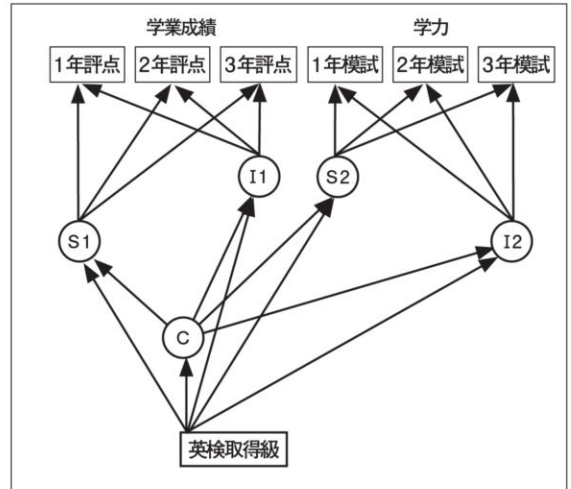 学業成績 学力
1年評点 2年評点 3年評点 1年模試 2年模試 3年模試
I1 S2
S1 I2
C
英検取得級